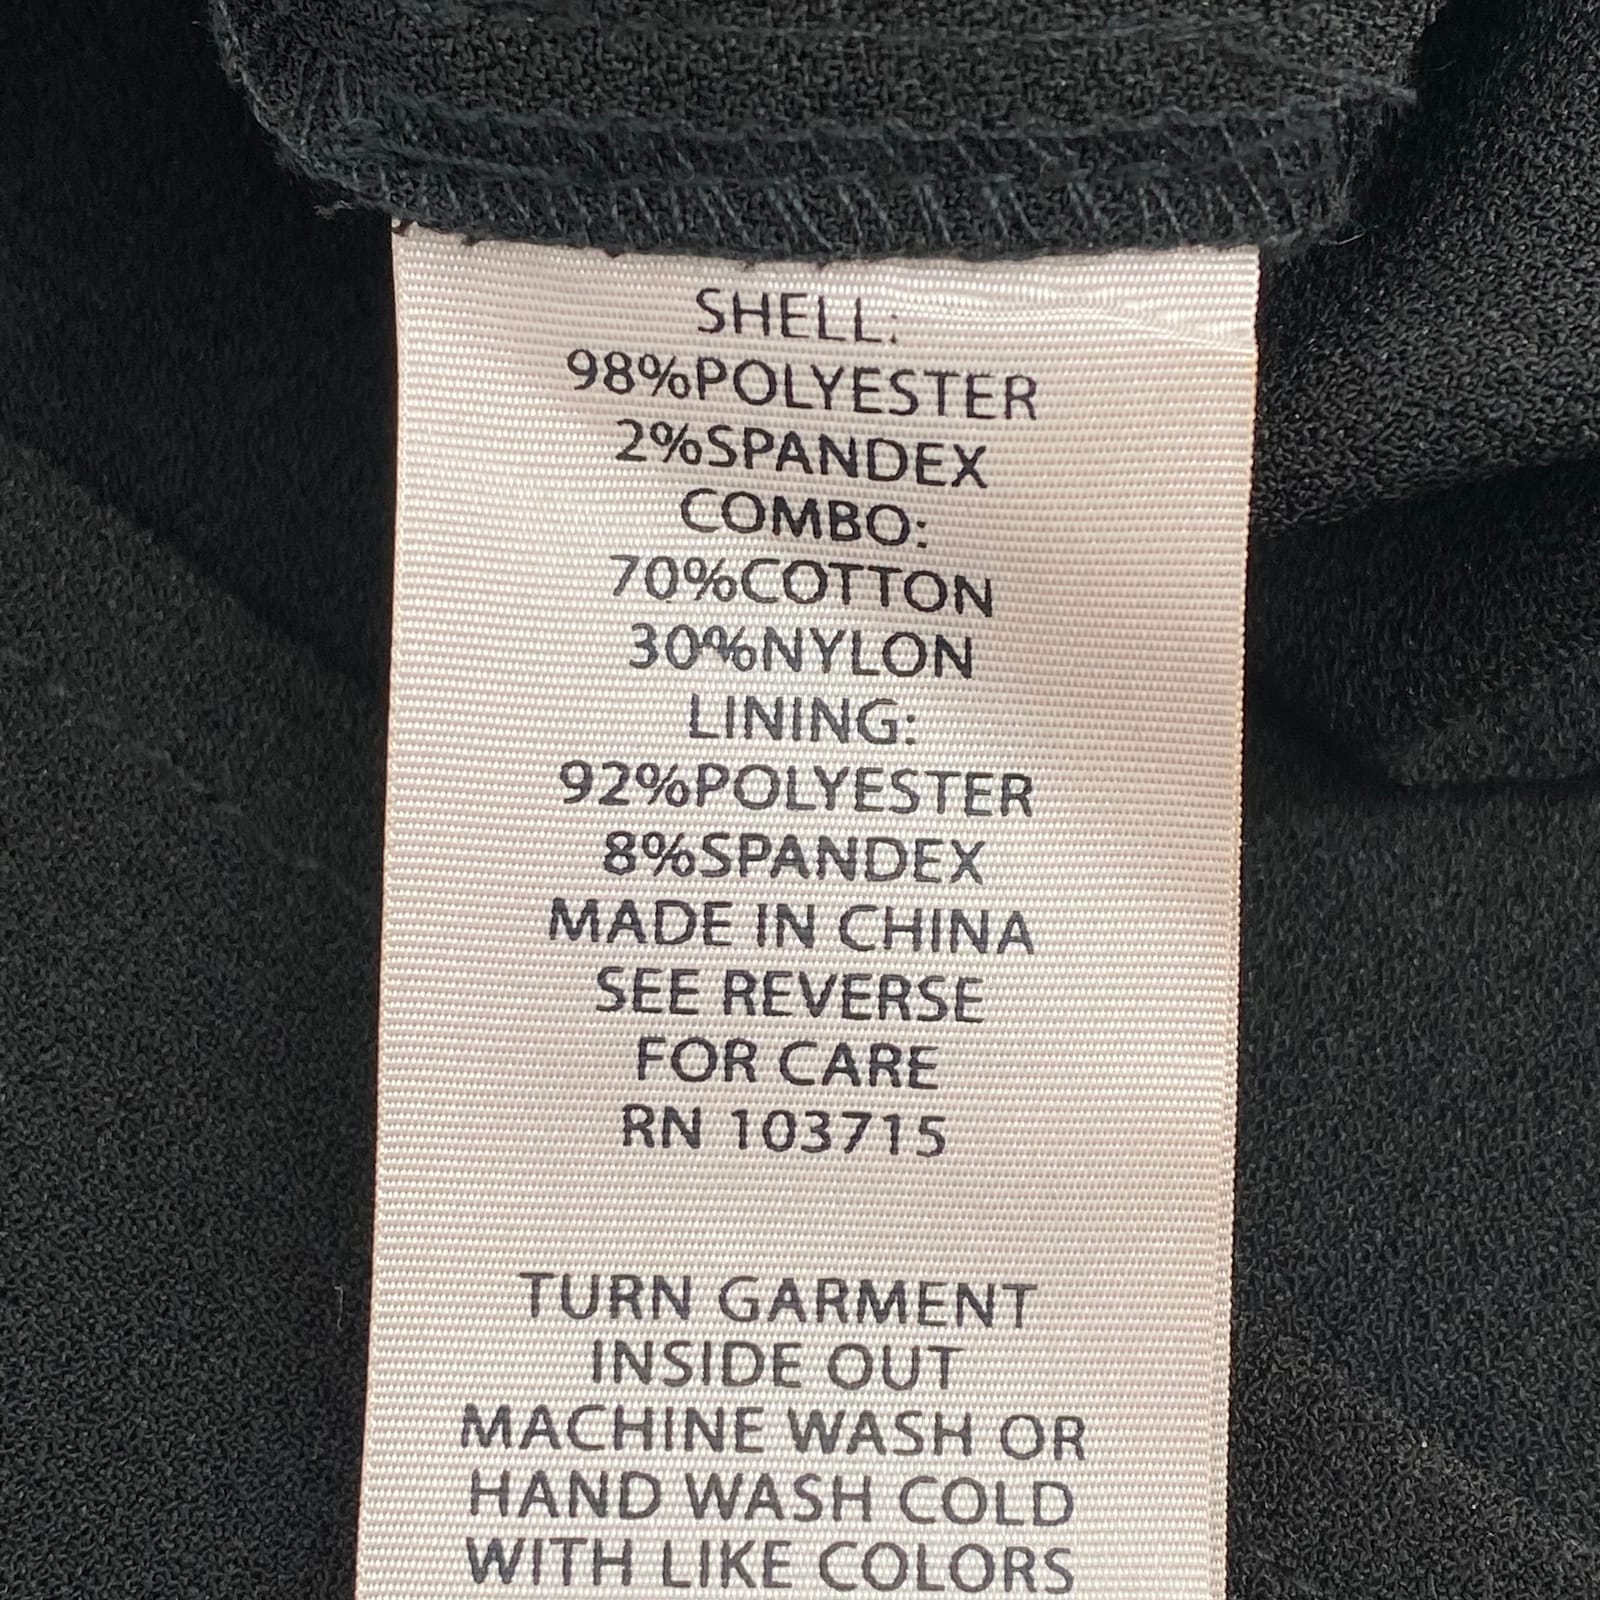 SHELL:
98%POLYESTER
2%SPANDEX
COMBO:
70%COTTON
30%NYLON
LINING:
92%POLYESTER
8%SPANDEX
MADE IN CHINA
SEE REVERSE
FOR CARE
RN 103715
TURN GARMENT
INSIDE OUT
MACHINE WASH OR
HAND WASH COLD
WITH LIKE COLORS